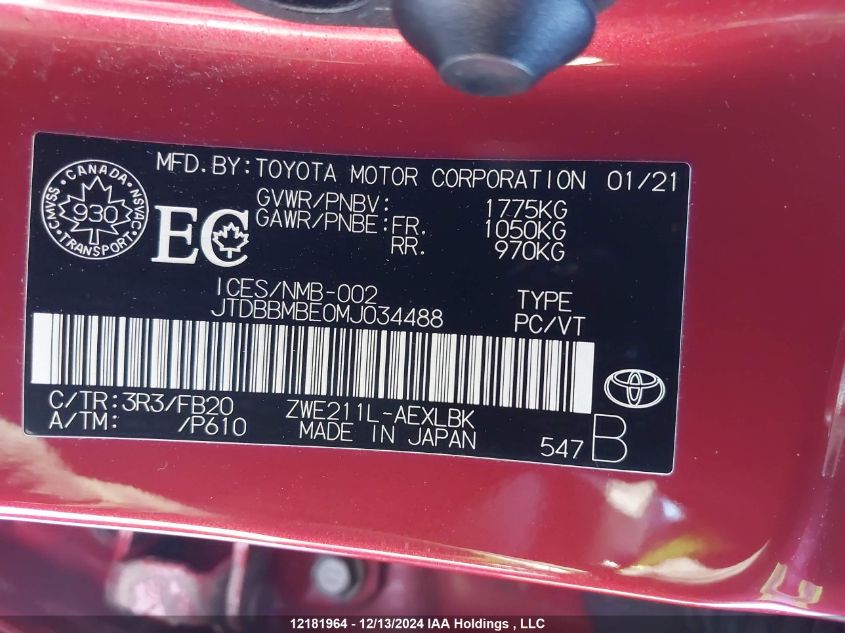 MFD.BY:TOYOTA MOTOR CORPORATION 01/21
CANADA
CMVSS 930 NSVAC
TRANSPORT
EC
GVWR/PNBV: 1775KG
GAWR/PNBE:FR. 1050KG
RR. 970KG
ICES/NMB-002
JTDBBMBE0MJ034488
TYPE
PC/VT
C/TR:3R3/FB20 ZWE211L-AEXLBK
A/TM: /P610 MADE IN JAPAN
547 B
12181964 - 12/13/2024 IAA Holdings , LLC